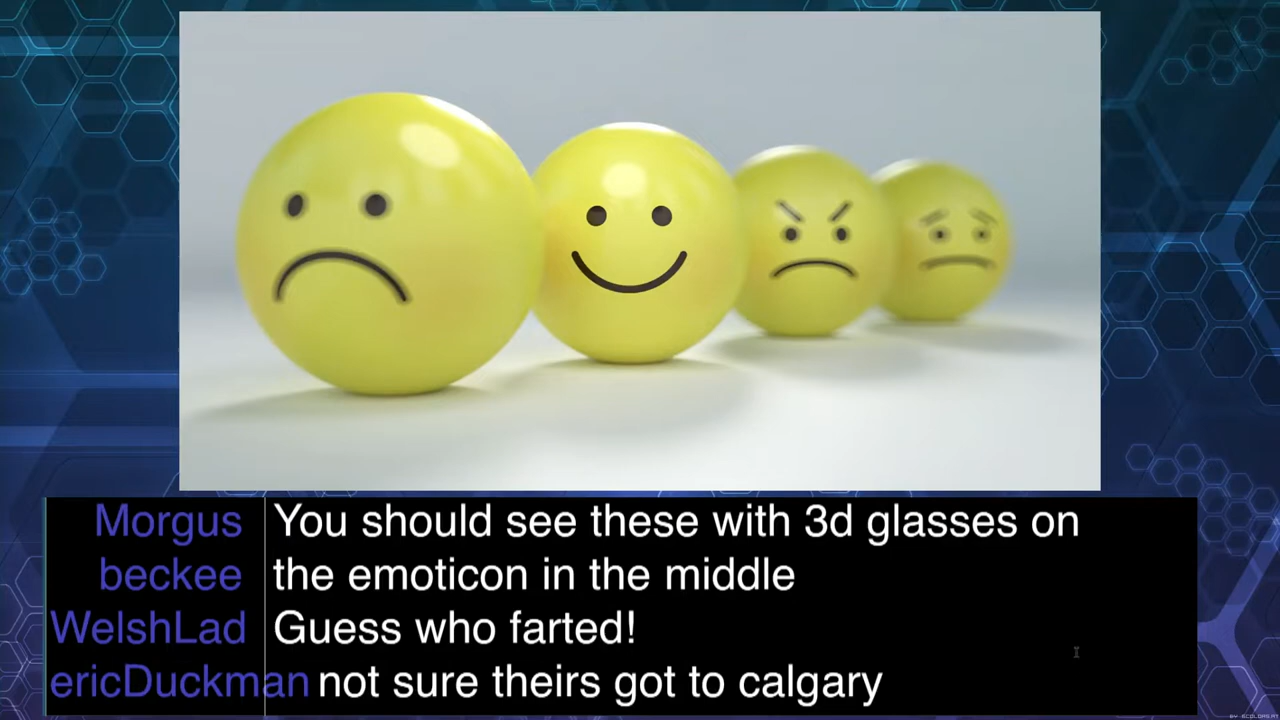 Morgus You should see these with 3d glasses on
beckee the emoticon in the middle
WelshLad Guess who farted!
ericDuckman not sure theirs got to calgary